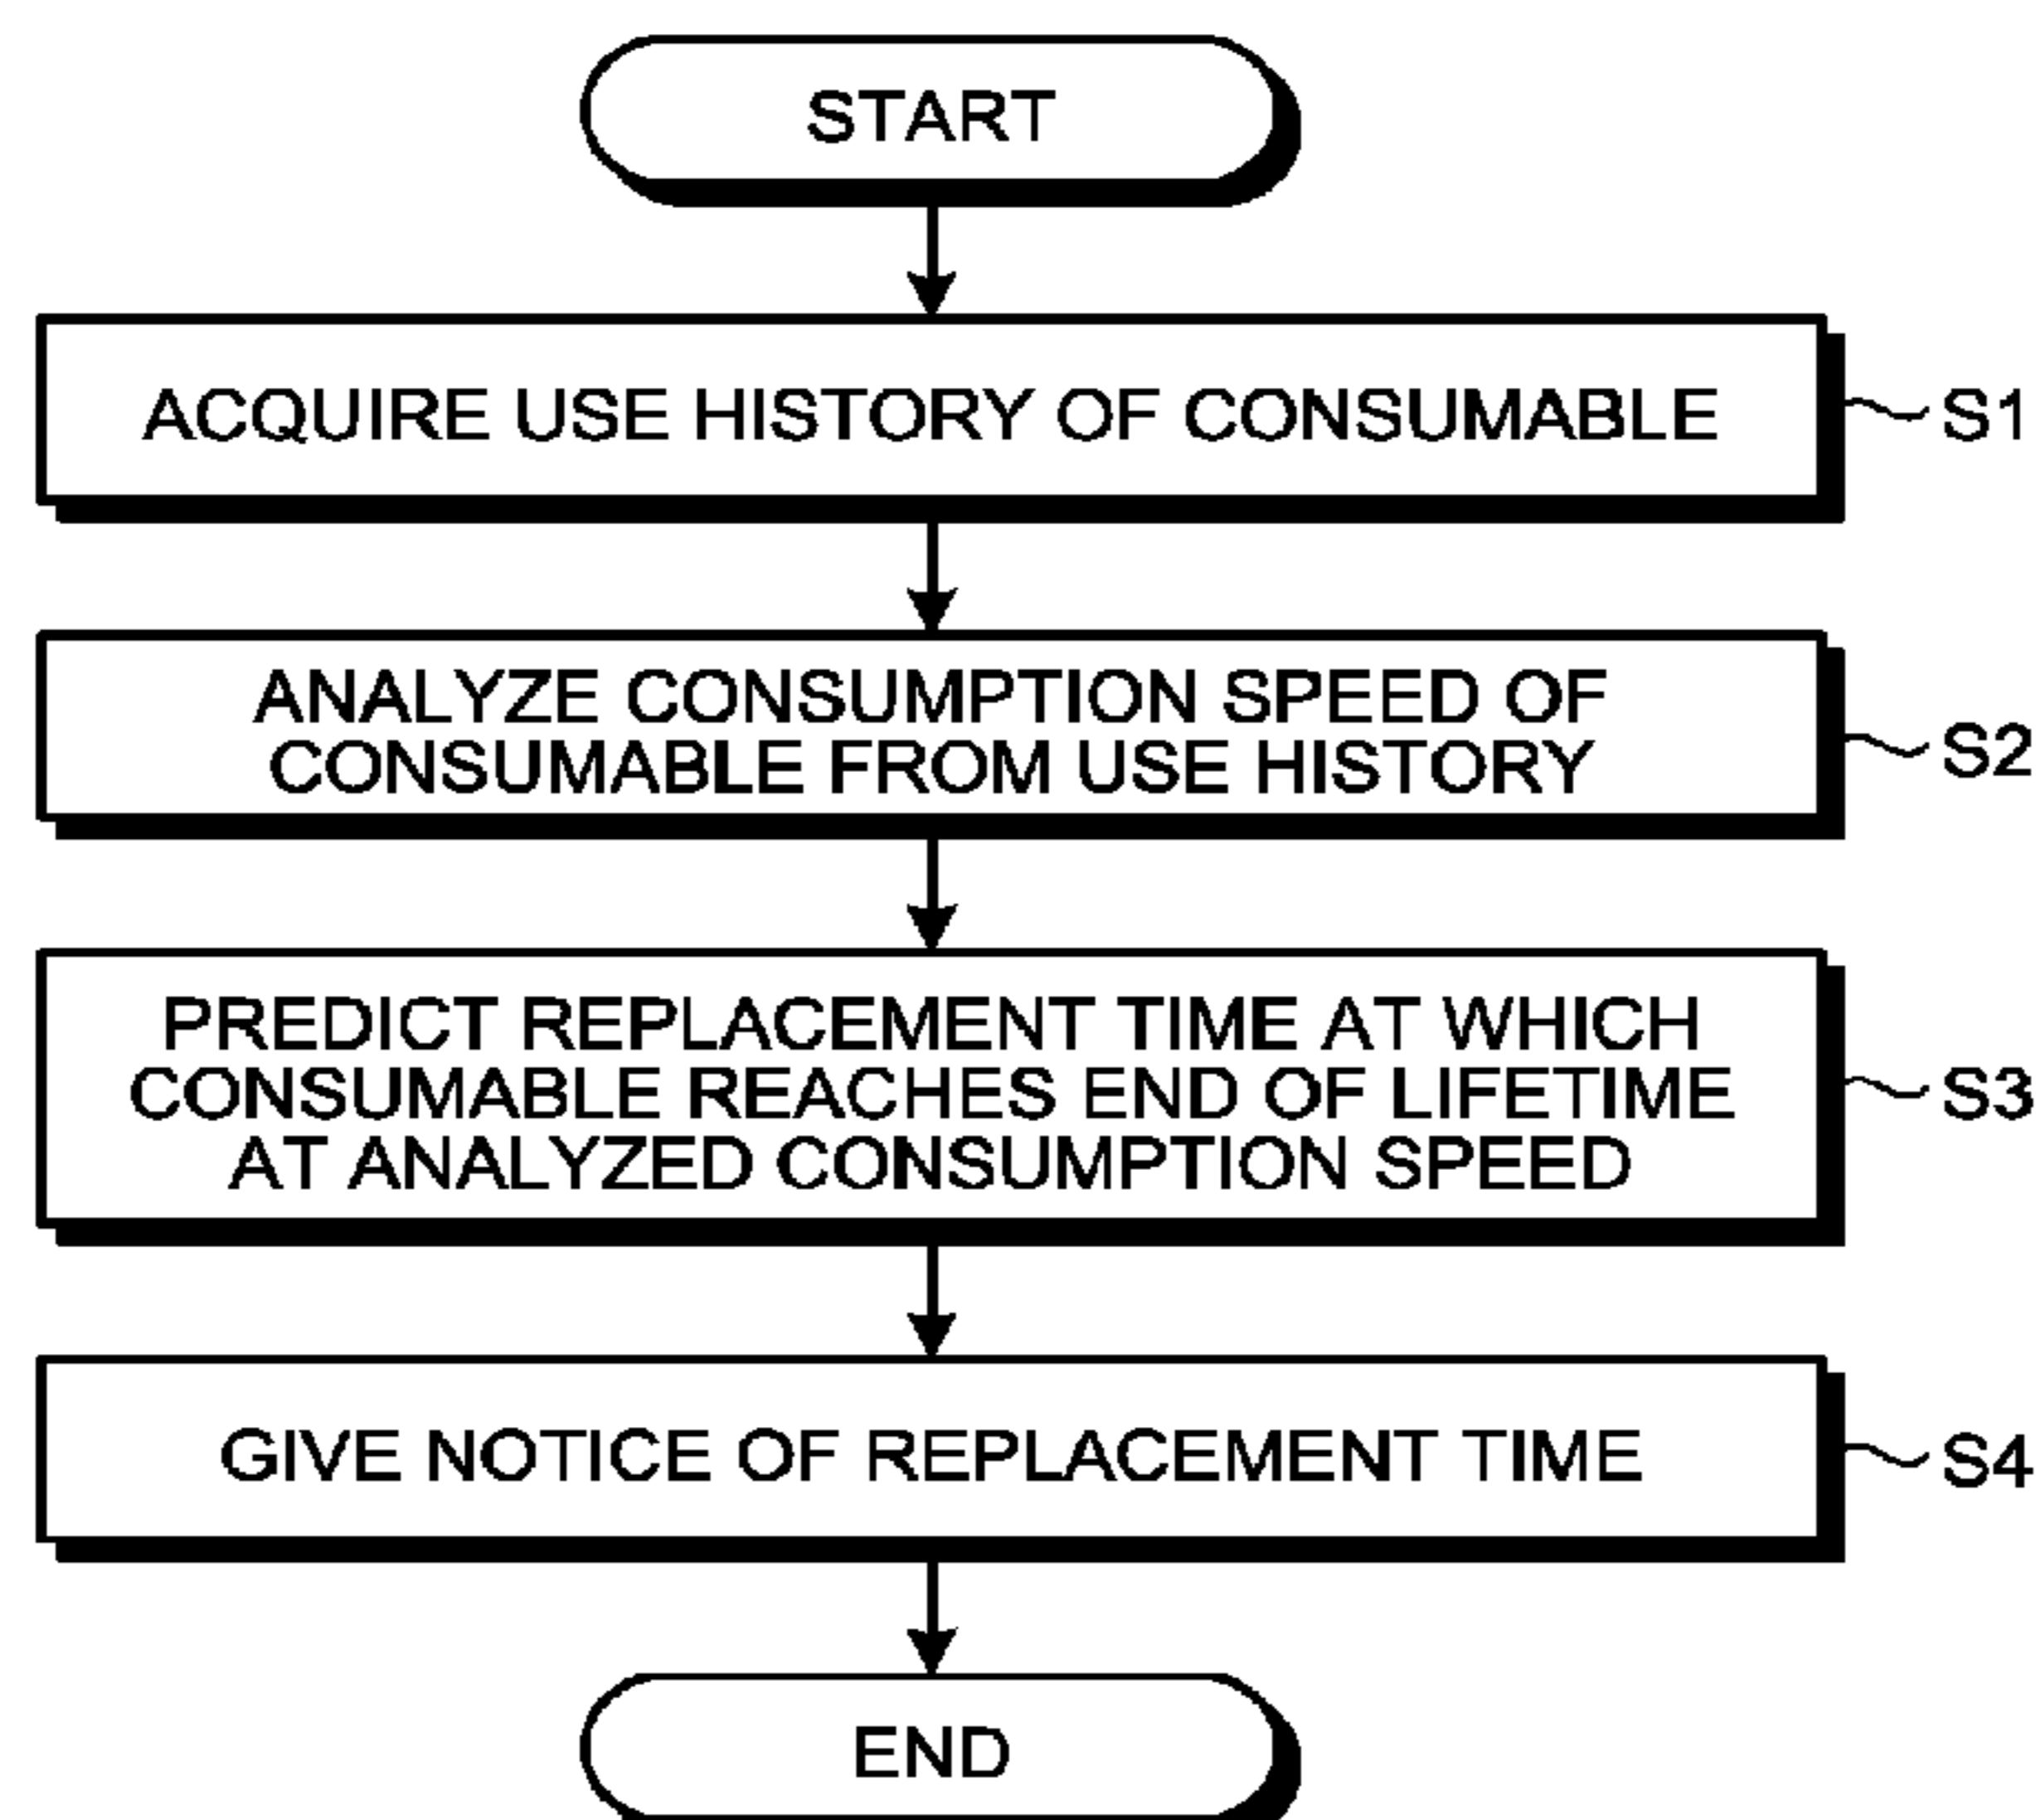 START
ACQUIRE USE HISTORY OF CONSUMABLE
S1
ANALYZE CONSUMPTION SPEED OF
CONSUMABLE FROM USE HISTORY
S2
PREDICT REPLACEMENT TIME AT WHICH
CONSUMABLE REACHES END OF LIFETIME
AT ANALYZED CONSUMPTION SPEED
S3
GIVE NOTICE OF REPLACEMENT TIME
S4
END